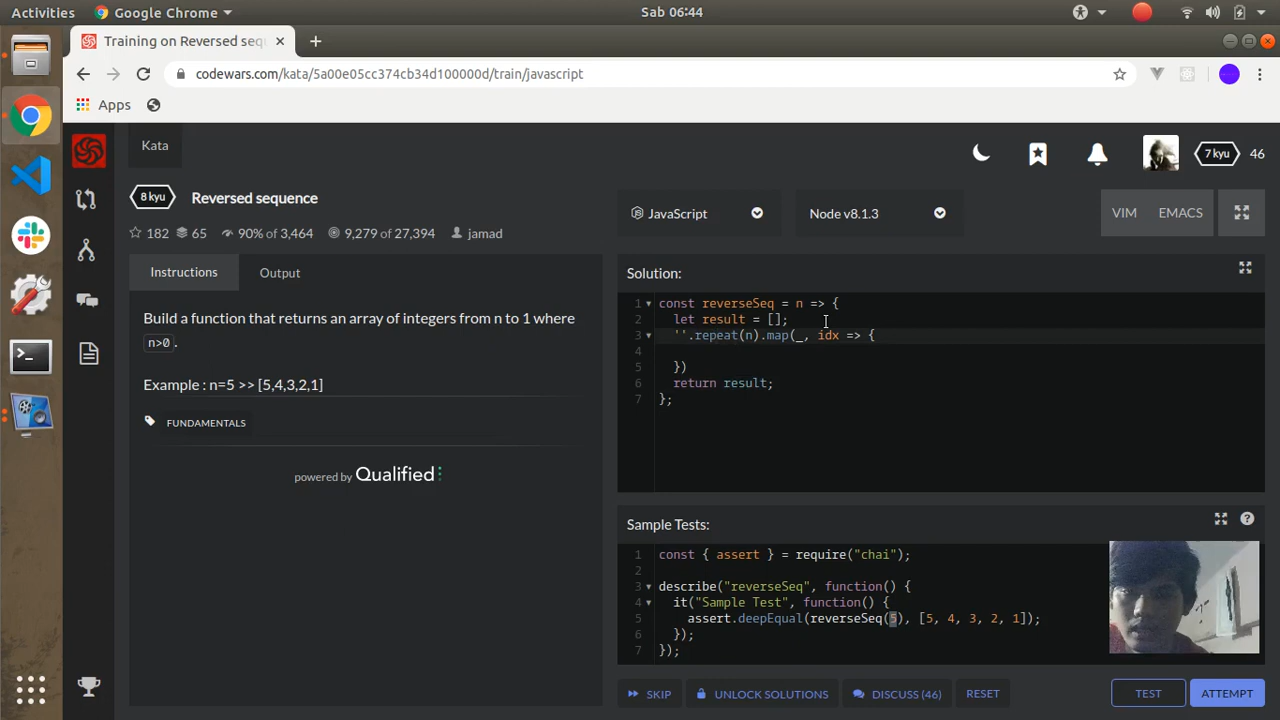 Activities
Google Chrome
Sab 06:44
Training on Reversed seq
codewars.com/kata/5a00e05cc374cb34d100000d/train/javascript
Apps
Kata
7 kyu 46
8 kyu Reversed sequence
182 65 90% of 3,464 9,279 of 27,394 jamad
JavaScript
Node v8.1.3
VIM EMACS
Instructions Output
Build a function that returns an array of integers from n to 1 where
n>0.
Example : n=5 >> [5,4,3,2,1]
FUNDAMENTALS
powered by Qualified
Solution:
1 const reverseSeq = n => {
2 let result = [];
3 ''.repeat(n).map(_, idx => {
4
5 })
6 return result;
7 };
Sample Tests:
1 const { assert } = require("chai");
2
3 describe("reverseSeq", function() {
4 it("Sample Test", function() {
5 assert.deepEqual(reverseSeq(5), [5, 4, 3, 2, 1]);
6 });
7 });
SKIP
UNLOCK SOLUTIONS
DISCUSS (46)
RESET
TEST
ATTEMPT